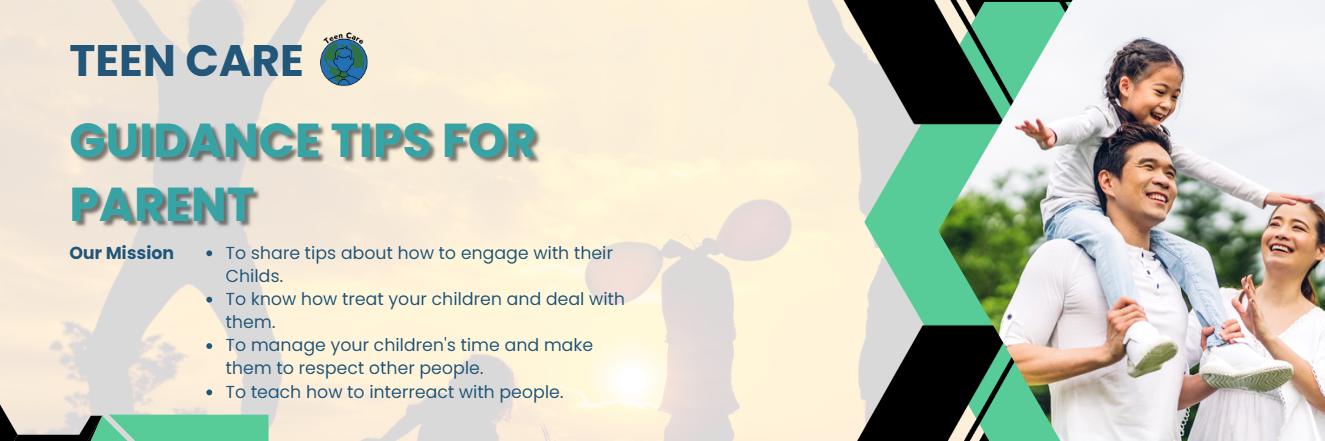 TEEN CARE
Teen Care
GUIDANCE TIPS FOR
PARENT
Our Mission
• To share tips about how to engage with their
Childs.
• To know how treat your children and deal with
them.
• To manage your children's time and make
them to respect other people.
• To teach how to interreact with people.